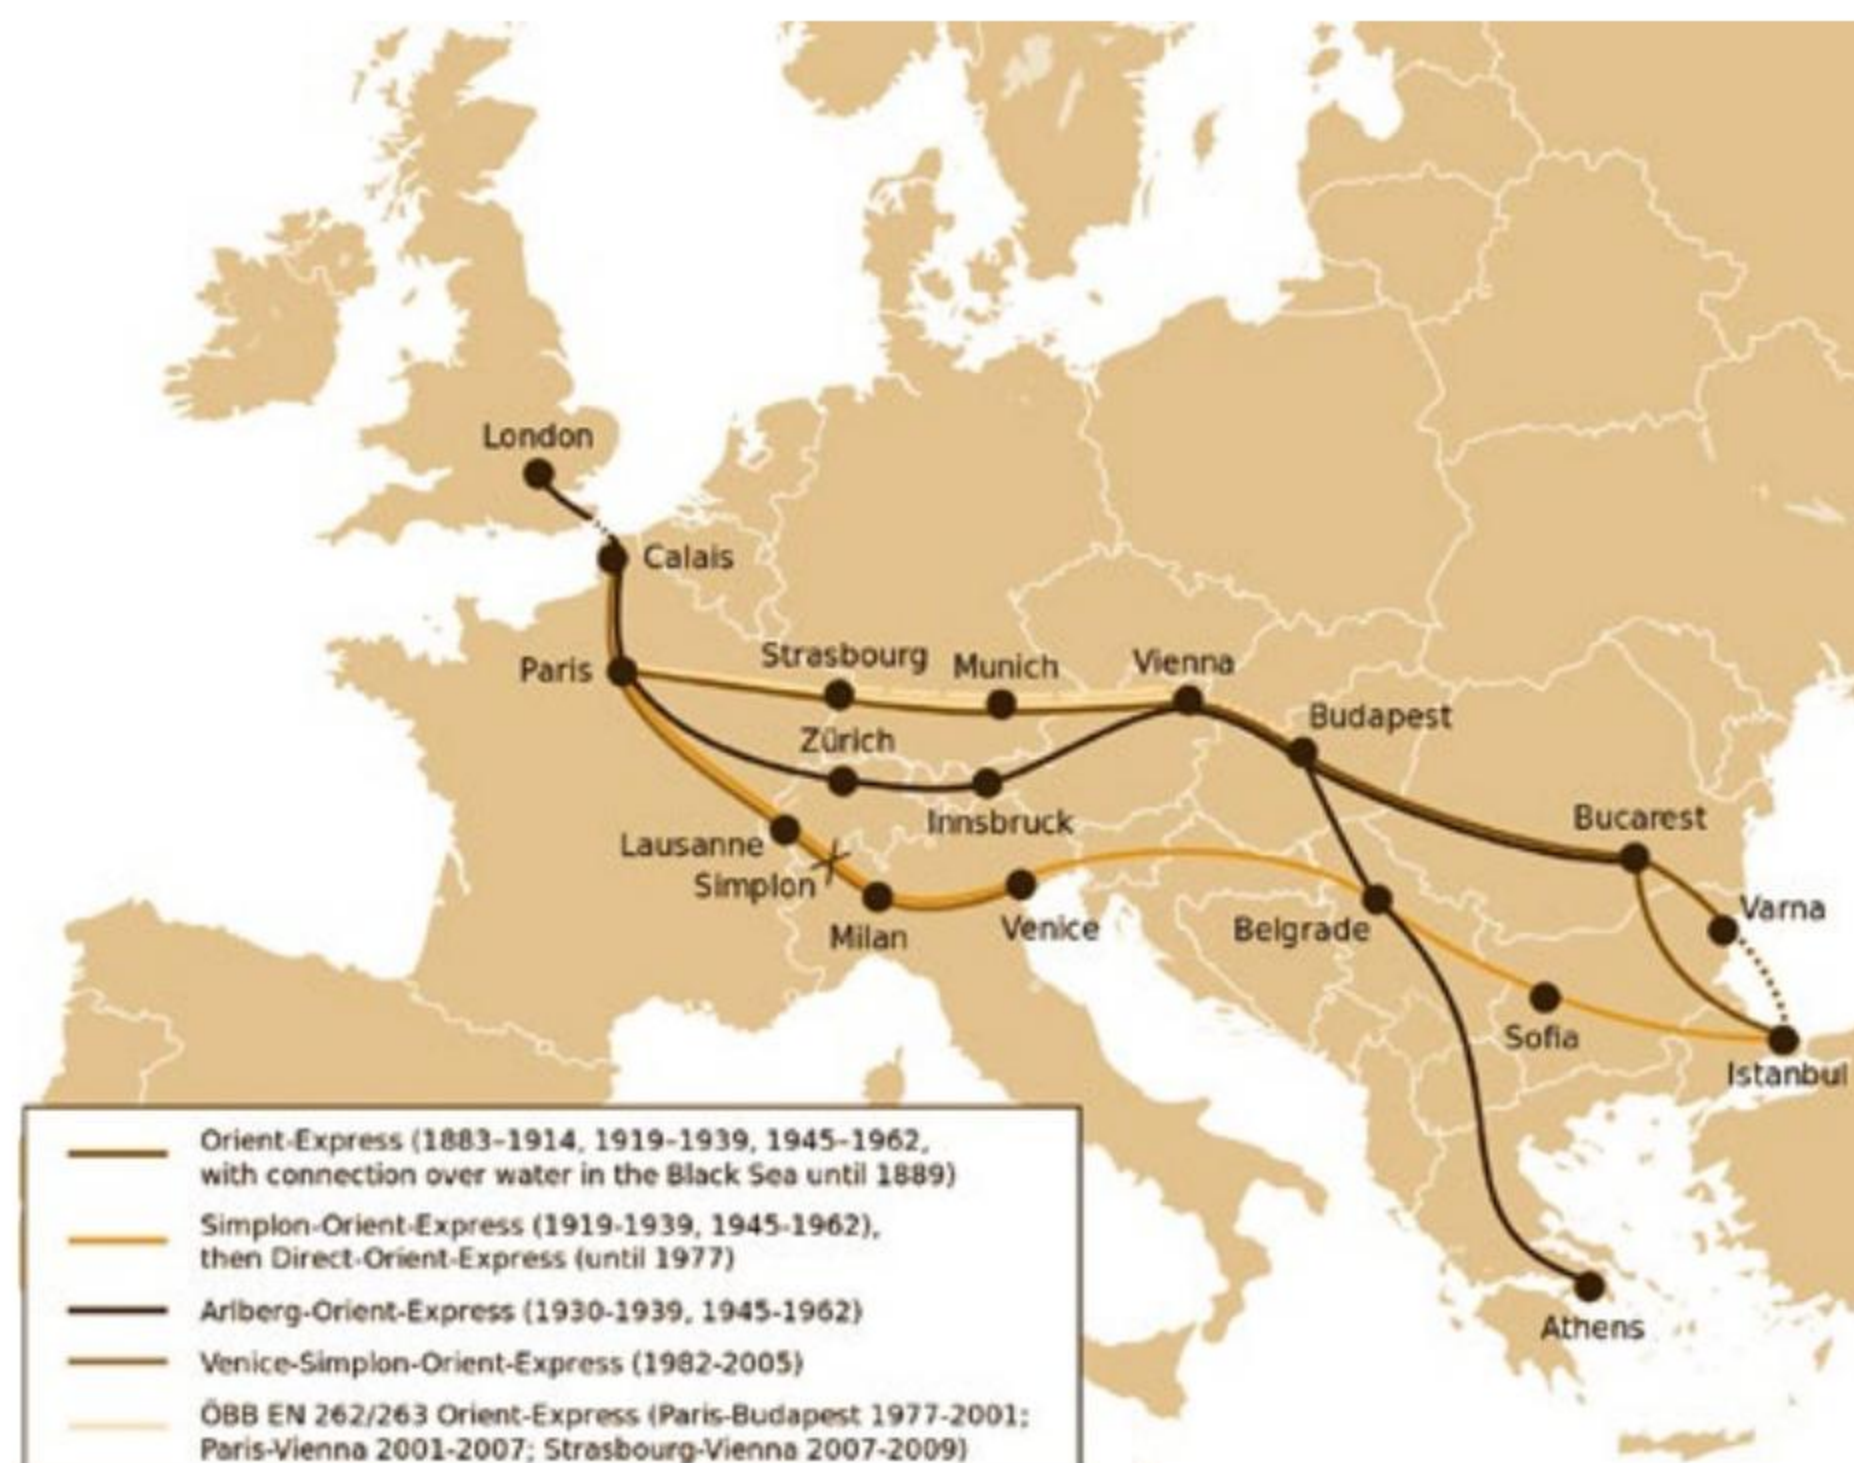 London
Calais
Paris
Strasbourg
Munich
Vienna
Budapest
Zürich
Innsbruck
Bucarest
Lausanne
Simplon
Milan
Venice
Belgrade
Varna
Sofia
Istanbul
Athens
Orient-Express (1883–1914, 1919–1939, 1945–1962,
with connection over water in the Black Sea until 1889)
Simplon-Orient-Express (1919-1939, 1945-1962),
then Direct-Orient-Express (until 1977)
Arlberg-Orient-Express (1930-1939, 1945-1962)
Venice-Simplon-Orient-Express (1982-2005)
ÖBB EN 262/263 Orient-Express (Paris-Budapest 1977-2001;
Paris-Vienna 2001-2007; Strasbourg-Vienna 2007-2009)